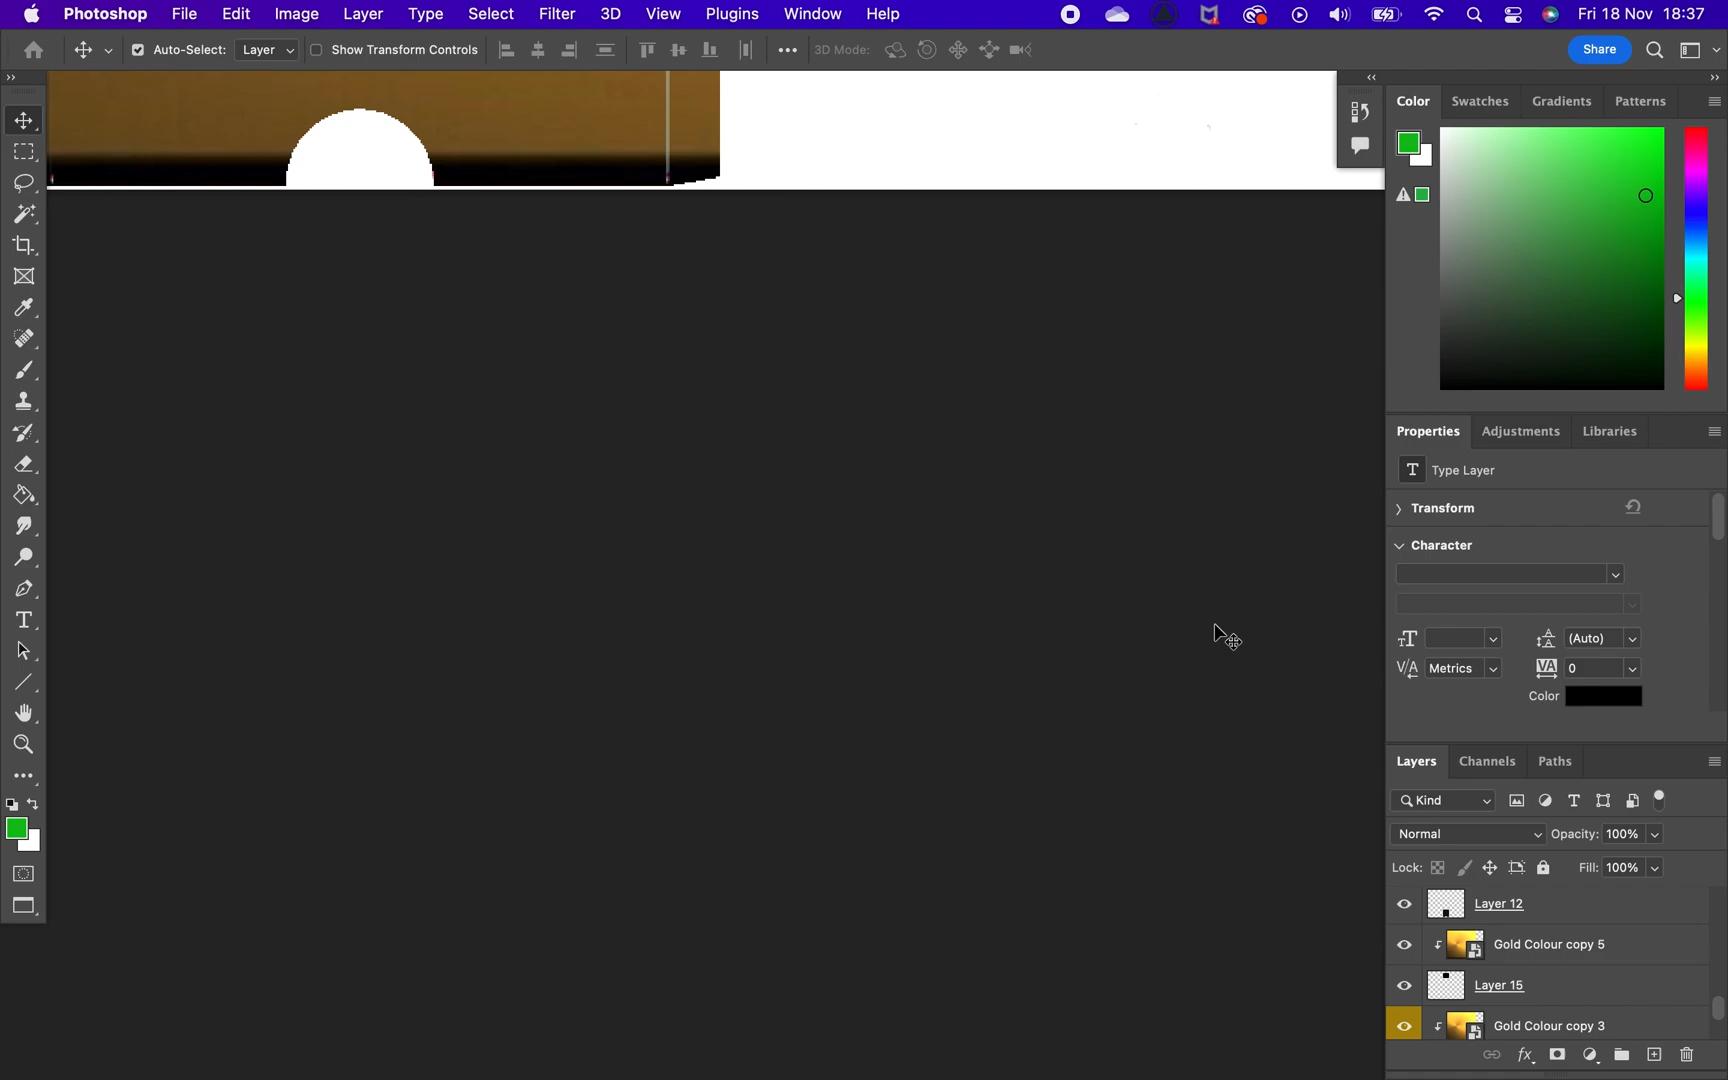 Photoshop File Edit Image Layer Type Select Filter 3D View Plugins Window Help Fri 18 Nov 18:37
Auto-Select: Layer Show Transform Controls 3D Mode: Share
Color Swatches Gradients Patterns
Properties Adjustments Libraries
T Type Layer
Transform
Character
(Auto)
Metrics 0
Color
Layers Channels Paths
Kind
Normal Opacity: 100%
Lock: Fill: 100%
Layer 12
Gold Colour copy 5
Layer 15
Gold Colour copy 3